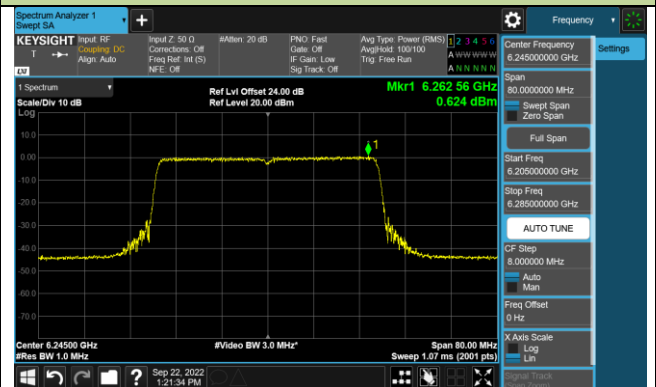 Spectrum Analyzer 1
Swept SA
+
Frequency
KEYSIGHT
Input: RF
Coupling: DC
Align: Auto
Input Z: 50 Ω
Corrections: Off
Freq Ref: Int (S)
NFE: Off
#Atten: 20 dB
PNO: Fast
Gate: Off
IF Gain: Low
Sig Track: Off
Avg Type: Power (RMS)
Avg|Hold: 100/100
Trig: Free Run
1 2 3 4 5 6
A W W W W W
A N N N N N
T
LXI
1 Spectrum
Scale/Div 10 dB
Log
Ref Lvl Offset 24.00 dB
Ref Level 20.00 dBm
Mkr1 6.262 56 GHz
0.624 dBm
10.0
0.00
-10.0
-20.0
-30.0
-40.0
-50.0
-60.0
-70.0
1
Center 6.24500 GHz
#Res BW 1.0 MHz
#Video BW 3.0 MHz*
Span 80.00 MHz
Sweep 1.07 ms (2001 pts)
Sep 22, 2022
1:21:34 PM
?
Center Frequency
6.245000000 GHz
Settings
Span
80.0000000 MHz
Swept Span
Zero Span
Full Span
Start Freq
6.205000000 GHz
Stop Freq
6.285000000 GHz
AUTO TUNE
CF Step
8.000000 MHz
Auto
Man
Freq Offset
0 Hz
X Axis Scale
Log
Lin
Signal Track
(Span Zoom)